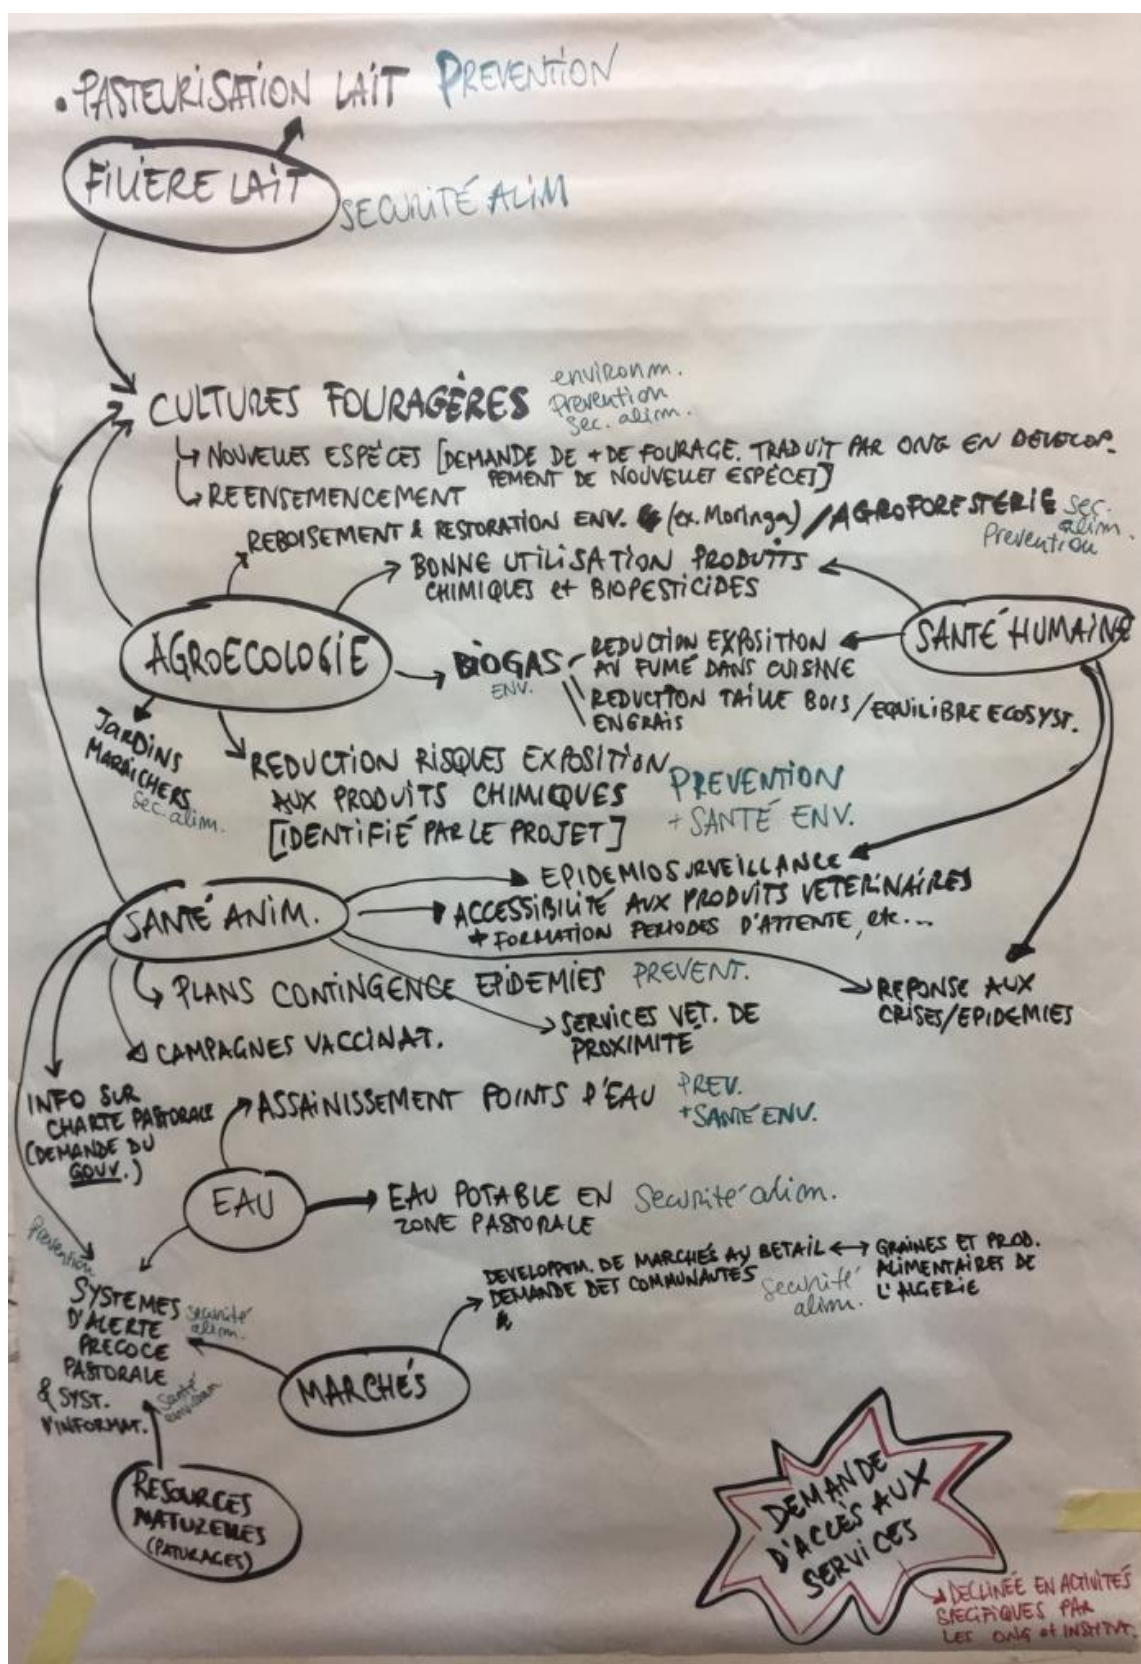 • PASTEURISATION LAIT PREVENTION
FILIERE LAIT
SECURITÉ ALIM
CULTURES FOURAGÈRES
environm.
Prevention
Sec. alim.
NOUVELLES ESPÈCES [DEMANDE DE + DE FOURAGE. TRADUIT PAR ONG EN DEVELOP-
PEMENT DE NOUVELLES ESPÈCES]
REENSEMENCEMENT
REBOISEMENT & RESTORATION ENV. (ex. Moringa) / AGROFORESTERIE
Sec. alim.
Prevention
BONNE UTILISATION PRODUITS
CHIMIQUES et BIOPESTICIDES
AGROECOLOGIE
SANTÉ HUMAINE
BIOGAS
ENV.
REDUCTION EXPOSITION
AU FUMÉ DANS CUISINE
REDUCTION TAILLE BOIS / EQUILIBRE ECOSYST.
ENGRAIS
JARDINS
MARAÎCHERS
Sec. alim.
REDUCTION RISQUES EXPOSITION
AUX PRODUITS CHIMIQUES
[IDENTIFIÉ PAR LE PROJET]
PREVENTION
+ SANTÉ ENV.
SANTÉ ANIM.
EPIDEMIOSURVEILLANCE
ACCESSIBILITÉ AUX PRODUITS VETERINAIRES
+ FORMATION PERIODES D'ATTENTE, etc...
PLANS CONTINGENCE EPIDEMIES PREVENT.
SERVICES VET. DE
PROXIMITÉ
REPONSE AUX
CRISES/EPIDEMIES
CAMPAGNES VACCINAT.
INFO SUR
CHARTE PASTORALE
(DEMANDE DU
GOUV.)
ASSAINISSEMENT POINTS D'EAU
PREV.
+ SANTÉ ENV.
EAU
EAU POTABLE EN
ZONE PASTORALE
Securité alim.
Prevention
SYSTEMES
D'ALERTE
PRECOCE
PASTORALE
& SYST.
D'INFORMAT.
securité
alim.
Santé
DEVELOPPEM. DE MARCHÉS AU BETAIL ↔ GRAINES ET PROD.
DEMANDE DES COMMUNAUTÉS
ALIMENTAIRES DE
L'ALGERIE
securité
alim.
MARCHÉS
RESOURCES
NATURELLES
(PATURAGES)
DEMANDE
D'ACCÈS AUX
SERVICES
DECLINÉE EN ACTIVITÉS
SPECIFIQUES PAR
LES ONG et INSTITUT.